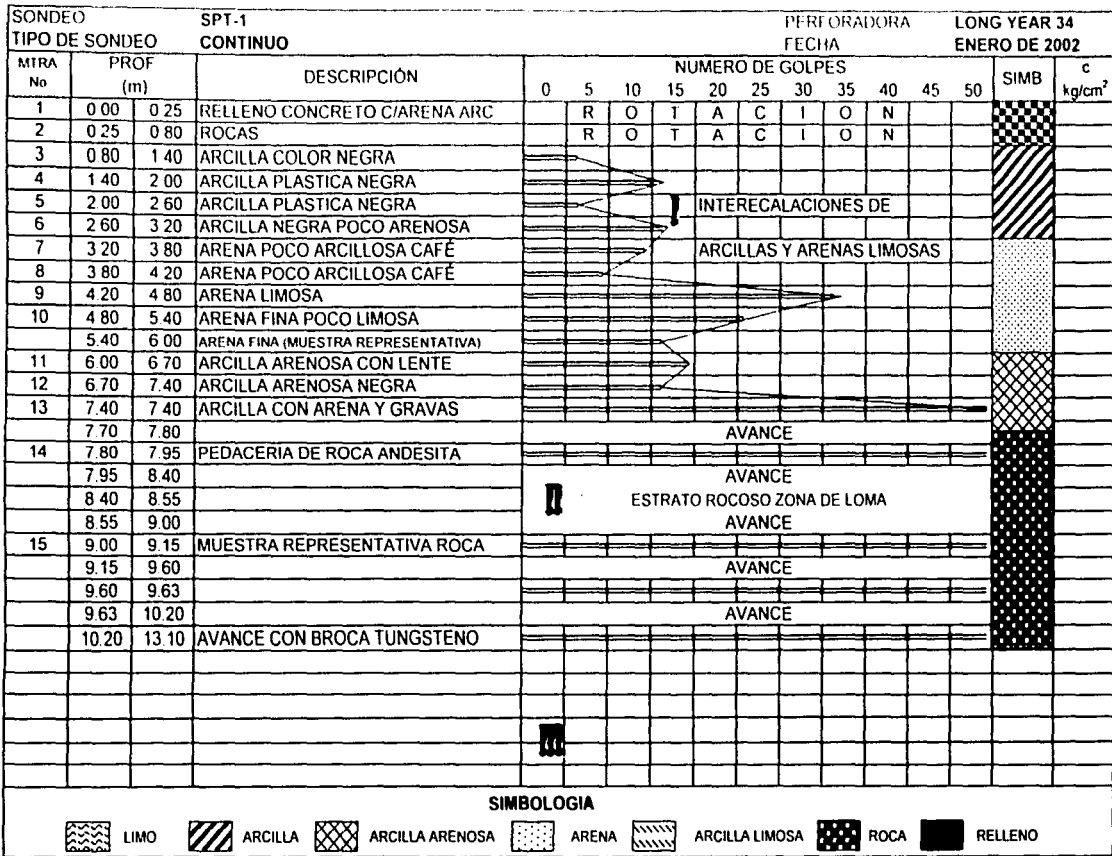 SONDEO SPT-1 PERFORADORA LONG YEAR 34
TIPO DE SONDEO CONTINUO FECHA ENERO DE 2002
MTRA No PROF (m) DESCRIPCIÓN NUMERO DE GOLPES SIMB c kg/cm²
0 5 10 15 20 25 30 35 40 45 50
1 0 00 0 25 RELLENO CONCRETO C/ARENA ARC R O T A C I O N
2 0 25 0 80 ROCAS R O T A C I O N
3 0 80 1 40 ARCILLA COLOR NEGRA
4 1 40 2 00 ARCILLA PLASTICA NEGRA
5 2 00 2 60 ARCILLA PLASTICA NEGRA I INTERECALACIONES DE
6 2 60 3 20 ARCILLA NEGRA POCO ARENOSA
7 3 20 3 80 ARENA POCO ARCILLOSA CAFÉ ARCILLAS Y ARENAS LIMOSAS
8 3 80 4 20 ARENA POCO ARCILLOSA CAFÉ
9 4 20 4 80 ARENA LIMOSA
10 4 80 5 40 ARENA FINA POCO LIMOSA
5.40 6 00 ARENA FINA (MUESTRA REPRESENTATIVA)
11 6 00 6 70 ARCILLA ARENOSA CON LENTE
12 6.70 7.40 ARCILLA ARENOSA NEGRA
13 7.40 7 40 ARCILLA CON ARENA Y GRAVAS
7.70 7.80 AVANCE
14 7.80 7.95 PEDACERIA DE ROCA ANDESITA
7.95 8.40 AVANCE
8 40 8.55 II ESTRATO ROCOSO ZONA DE LOMA
8.55 9.00 AVANCE
15 9.00 9.15 MUESTRA REPRESENTATIVA ROCA
9.15 9 60 AVANCE
9.60 9.63
9.63 10.20 AVANCE
10.20 13.10 AVANCE CON BROCA TUNGSTENO
III
SIMBOLOGIA
LIMO ARCILLA ARCILLA ARENOSA ARENA ARCILLA LIMOSA ROCA RELLENO